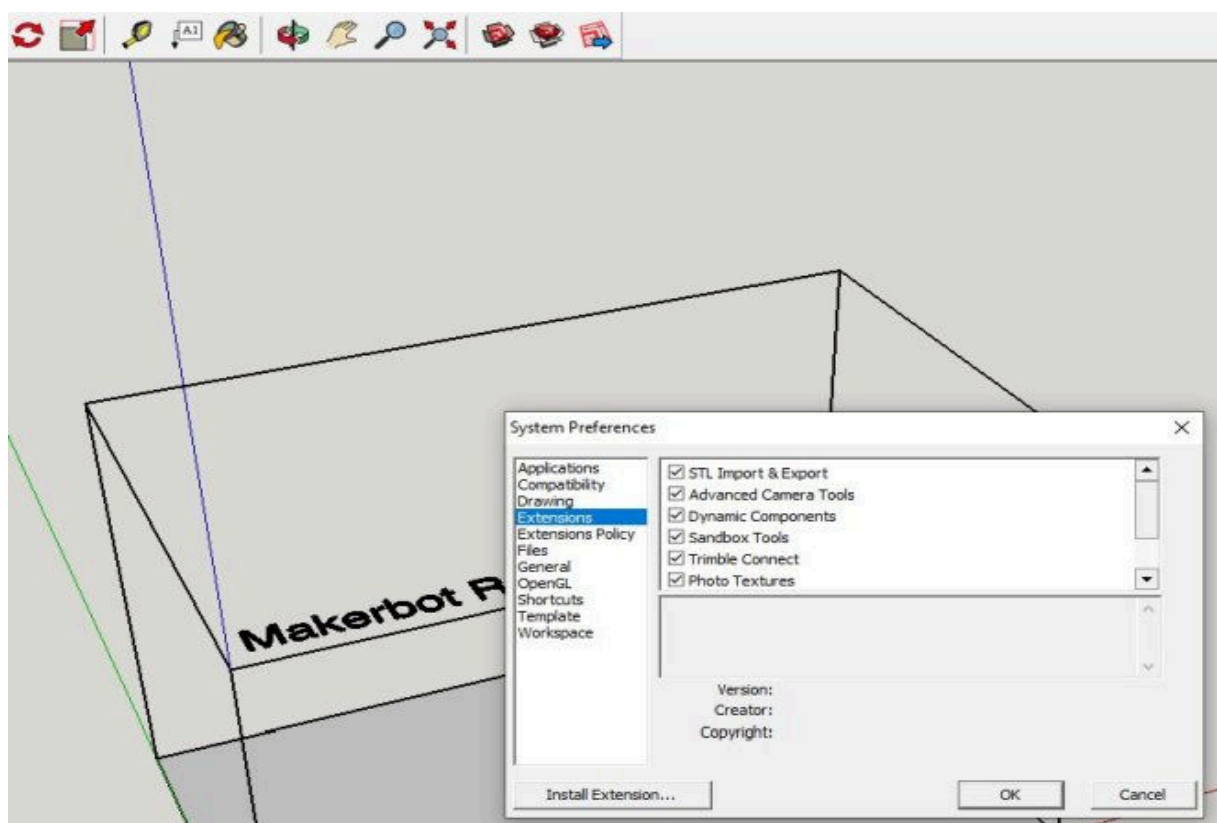 A1
System Preferences
Applications
Compatibility
Drawing
Extensions
Extensions Policy
Files
General
OpenGL
Shortcuts
Template
Workspace
STL Import & Export
Advanced Camera Tools
Dynamic Components
Sandbox Tools
Trimble Connect
Photo Textures
Makerbot R
Version:
Creator:
Copyright:
Install Extension...
OK
Cancel